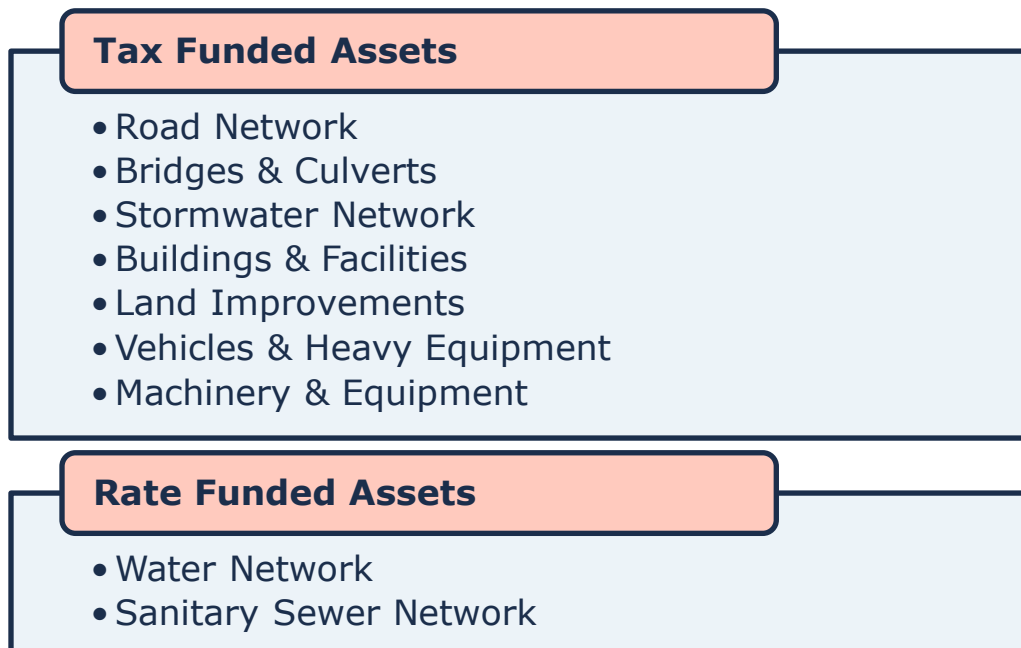 Tax Funded Assets
• Road Network
• Bridges & Culverts
• Stormwater Network
• Buildings & Facilities
• Land Improvements
• Vehicles & Heavy Equipment
• Machinery & Equipment
Rate Funded Assets
• Water Network
• Sanitary Sewer Network